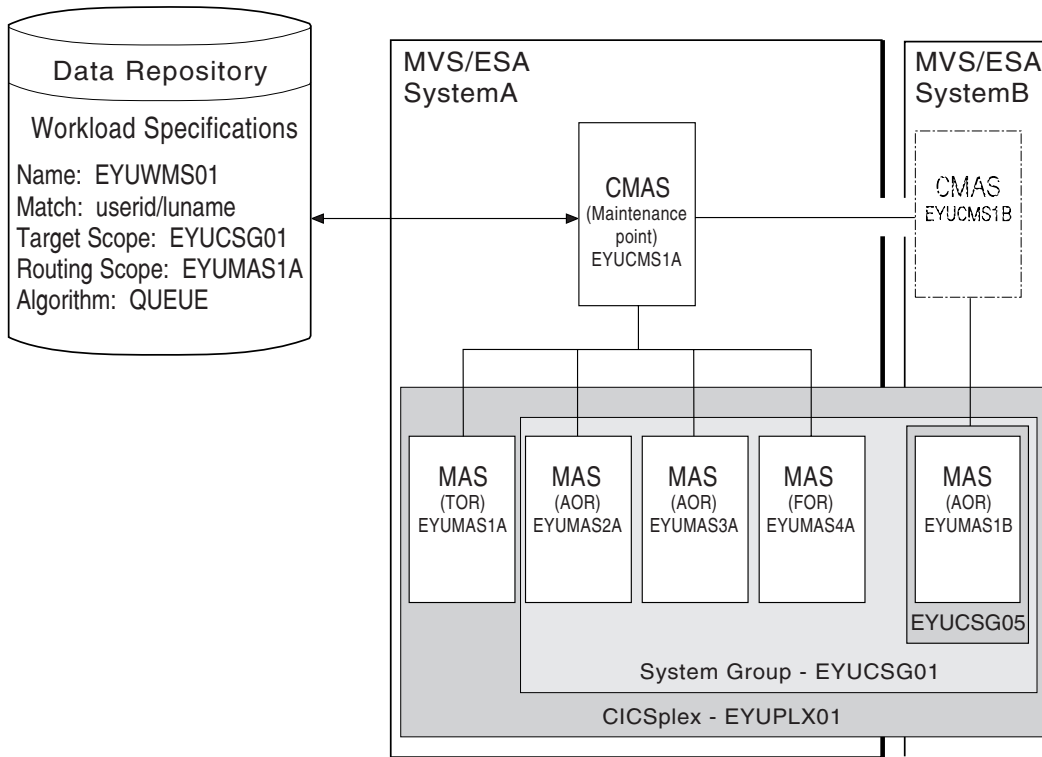 Data Repository
Workload Specifications
Name: EYUWMS01
Match: userid/luname
Target Scope: EYUCSG01
Routing Scope: EYUMAS1A
Algorithm: QUEUE
MVS/ESA
SystemA
MVS/ESA
SystemB
CMAS
(Maintenance
point)
EYUCMS1A
CMAS
EYUCMS1B
MAS
(TOR)
EYUMAS1A
MAS
(AOR)
EYUMAS2A
MAS
(AOR)
EYUMAS3A
MAS
(FOR)
EYUMAS4A
MAS
(AOR)
EYUMAS1B
EYUCSG05
System Group - EYUCSG01
CICSplex - EYUPLX01